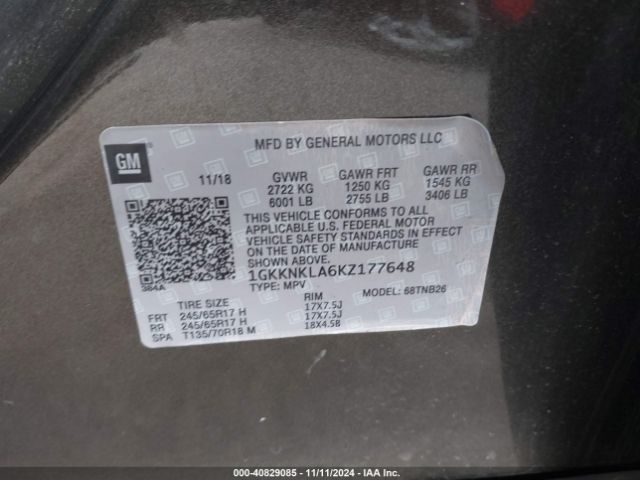 MFD BY GENERAL MOTORS LLC
GM
11/18 GVWR GAWR FRT GAWR RR
2722 KG 1250 KG 1545 KG
6001 LB 2755 LB 3406 LB
THIS VEHICLE CONFORMS TO ALL
APPLICABLE U.S. FEDERAL MOTOR
VEHICLE SAFETY STANDARDS IN EFFECT
ON THE DATE OF MANUFACTURE
SHOWN ABOVE.
1GKKNKLA6KZ177648
384A
TYPE: MPV MODEL: 68TNB26
TIRE SIZE RIM
FRT 245/65R17 H 17X7.5J
RR 245/65R17 H 17X7.5J
SPA T135/70R18 M 18X4.5B
000-40829085 - 11/11/2024 - IAA Inc.